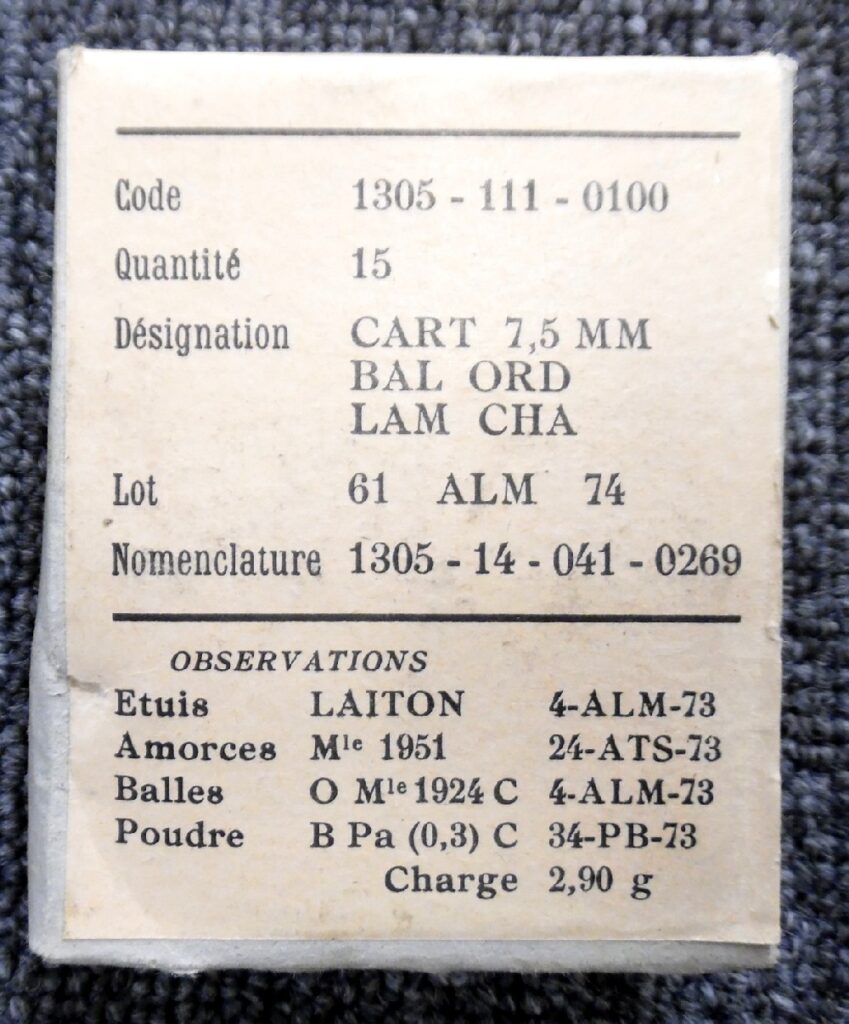 Code 1305 - 111 - 0100
Quantité 15
Désignation CART 7,5 MM
BAL ORD
LAM CHA
Lot 61 ALM 74
Nomenclature 1305 - 14 - 041 - 0269
OBSERVATIONS
Etuis LAITON 4-ALM-73
Amorces Mle 1951 24-ATS-73
Balles O Mle 1924 C 4-ALM-73
Poudre B Pa (0,3) C 34-PB-73
Charge 2,90 g